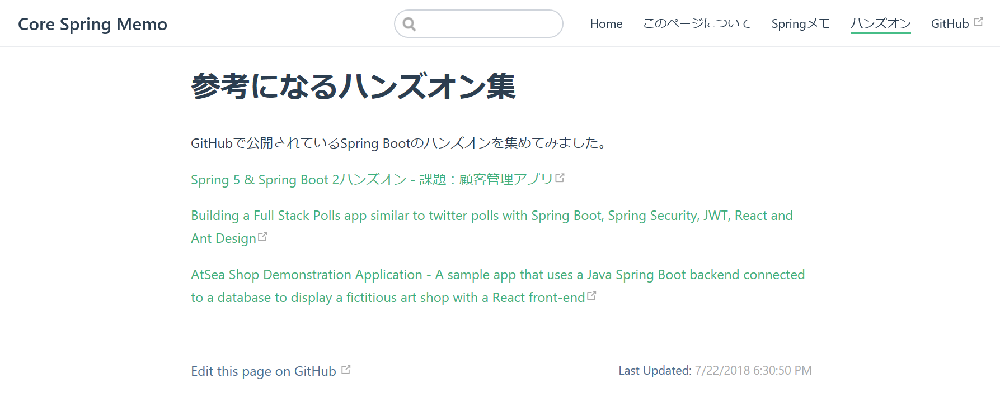 Core Spring Memo
Home このページについて Springメモ ハンズオン GitHub
参考になるハンズオン集
GitHubで公開されているSpring Bootのハンズオンを集めてみました。
Spring 5 & Spring Boot 2ハンズオン - 課題：顧客管理アプリ
Building a Full Stack Polls app similar to twitter polls with Spring Boot, Spring Security, JWT, React and
Ant Design
AtSea Shop Demonstration Application - A sample app that uses a Java Spring Boot backend connected
to a database to display a fictitious art shop with a React front-end
Edit this page on GitHub
Last Updated: 7/22/2018 6:30:50 PM